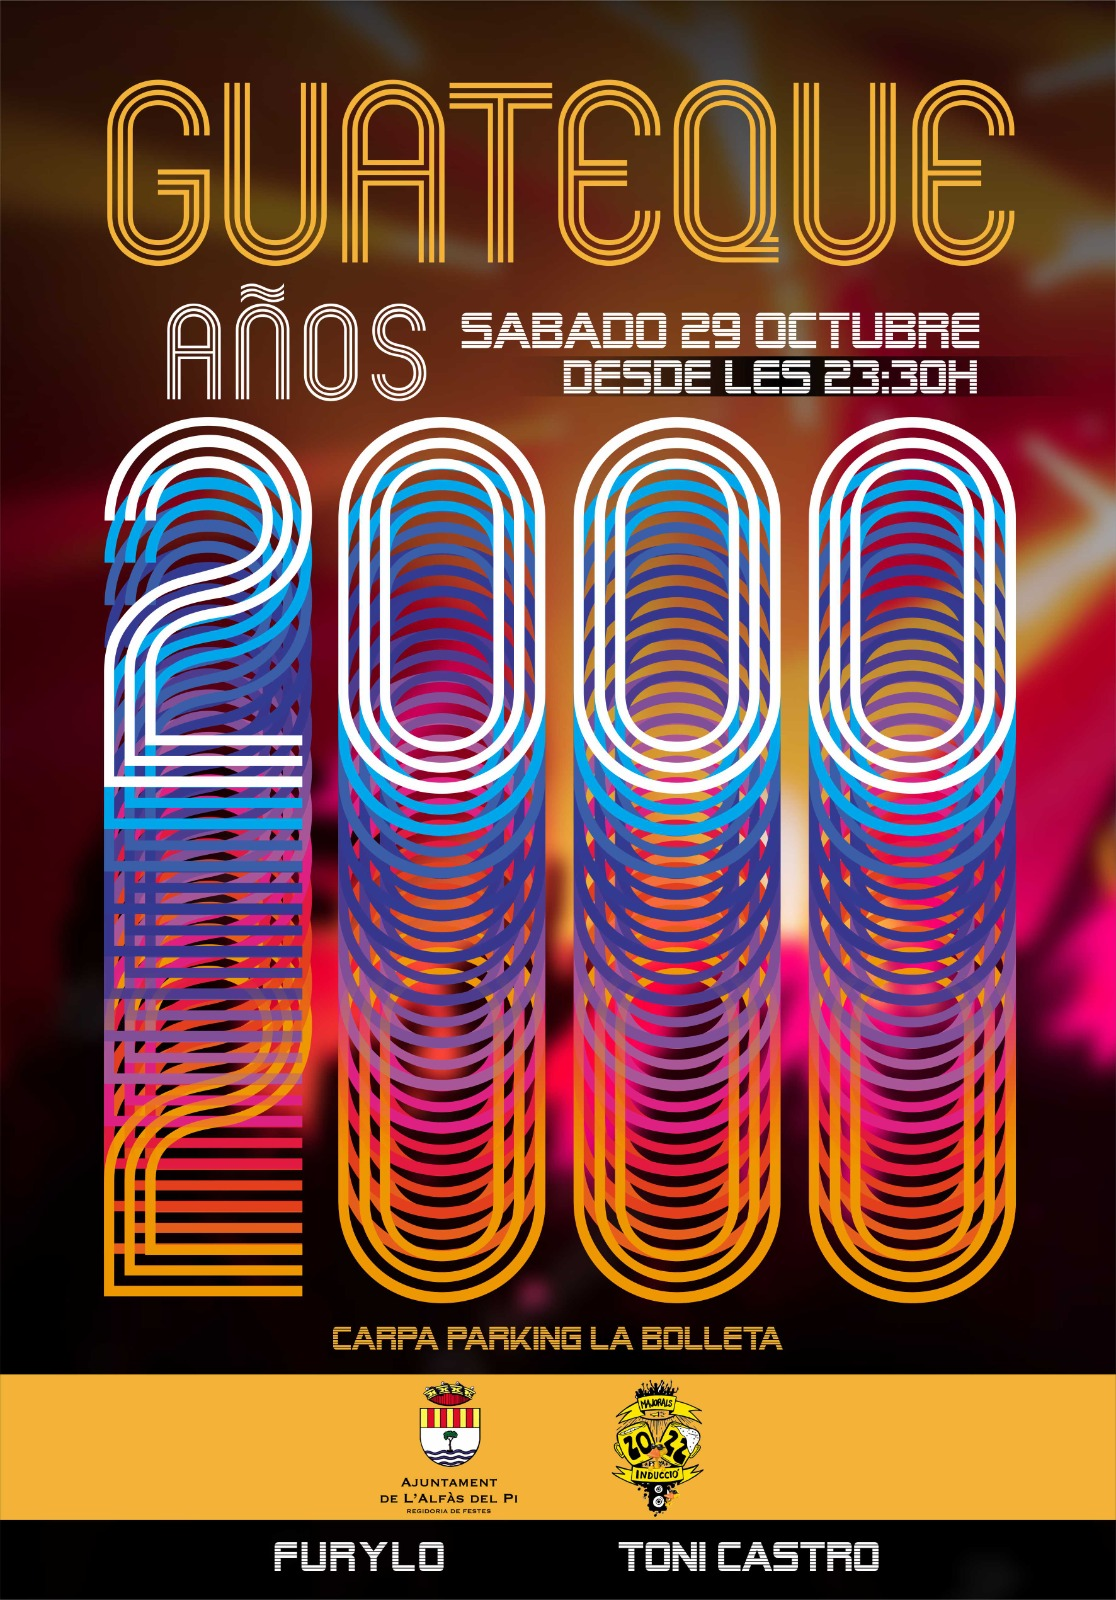 GUATEQUE
AÑOS
SABADO 29 OCTUBRE
DESDE LES 23:30H
2000
CARPA PARKING LA BOLLETA
AJUNTAMENT
DE L'ALFÀS DEL PI
REGIDORIA DE FESTES
MAJORALS
2022
INDUCCIÓ
FURYLO
TONI CASTRO